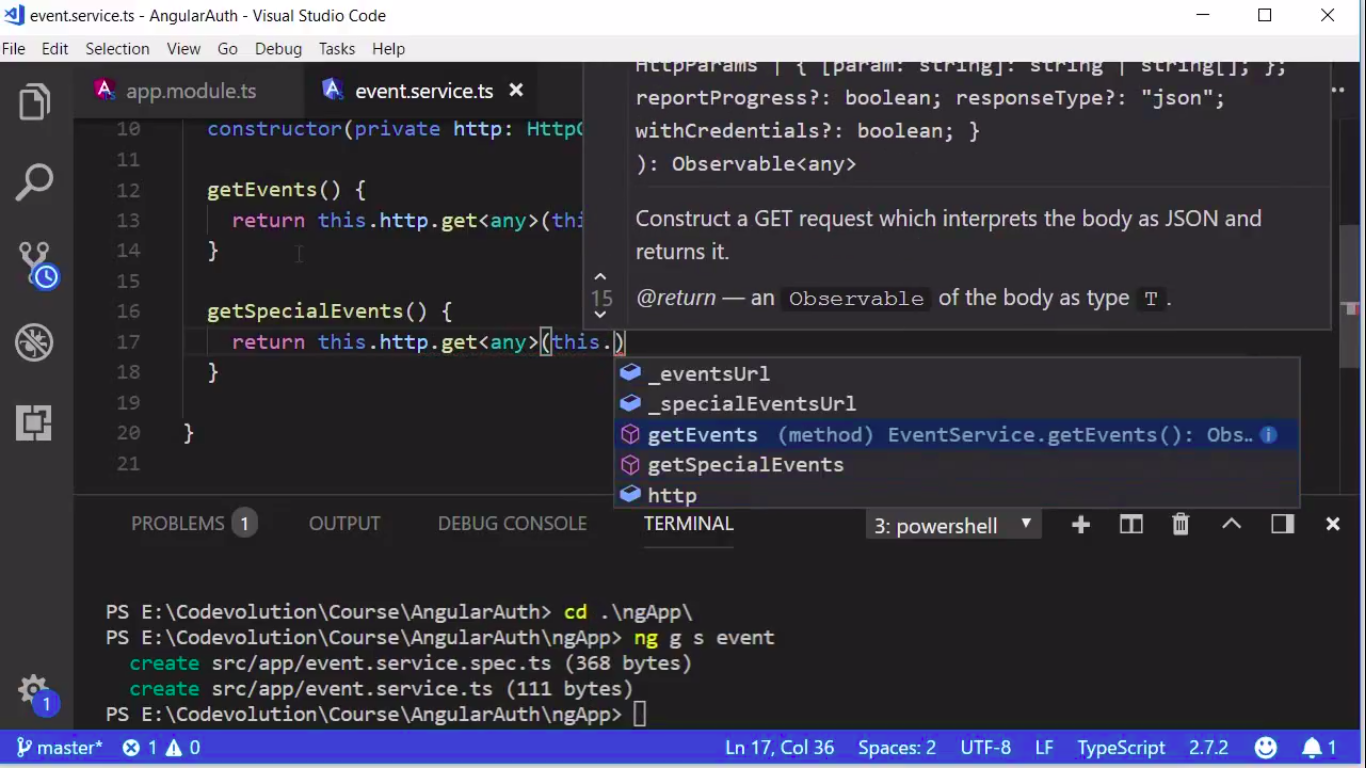 event.service.ts - AngularAuth - Visual Studio Code
File Edit Selection View Go Debug Tasks Help
app.module.ts event.service.ts
HttpParams | { [param: string]: string | string[]; };
reportProgress?: boolean; responseType?: "json";
withCredentials?: boolean; }
): Observable<any>
Construct a GET request which interprets the body as JSON and
returns it.
15
@return — an Observable of the body as type T .
10 constructor(private http: HttpC
11
12 getEvents() {
13 return this.http.get<any>(thi
14 }
15
16 getSpecialEvents() {
17 return this.http.get<any>(this.)
18 }
19
20 }
21
_eventsUrl
_specialEventsUrl
getEvents (method) EventService.getEvents(): Obs…
getSpecialEvents
http
PROBLEMS 1 OUTPUT DEBUG CONSOLE TERMINAL 3: powershell
PS E:\Codevolution\Course\AngularAuth> cd .\ngApp\
PS E:\Codevolution\Course\AngularAuth\ngApp> ng g s event
create src/app/event.service.spec.ts (368 bytes)
create src/app/event.service.ts (111 bytes)
PS E:\Codevolution\Course\AngularAuth\ngApp>
1
master* 1 0 Ln 17, Col 36 Spaces: 2 UTF-8 LF TypeScript 2.7.2 1